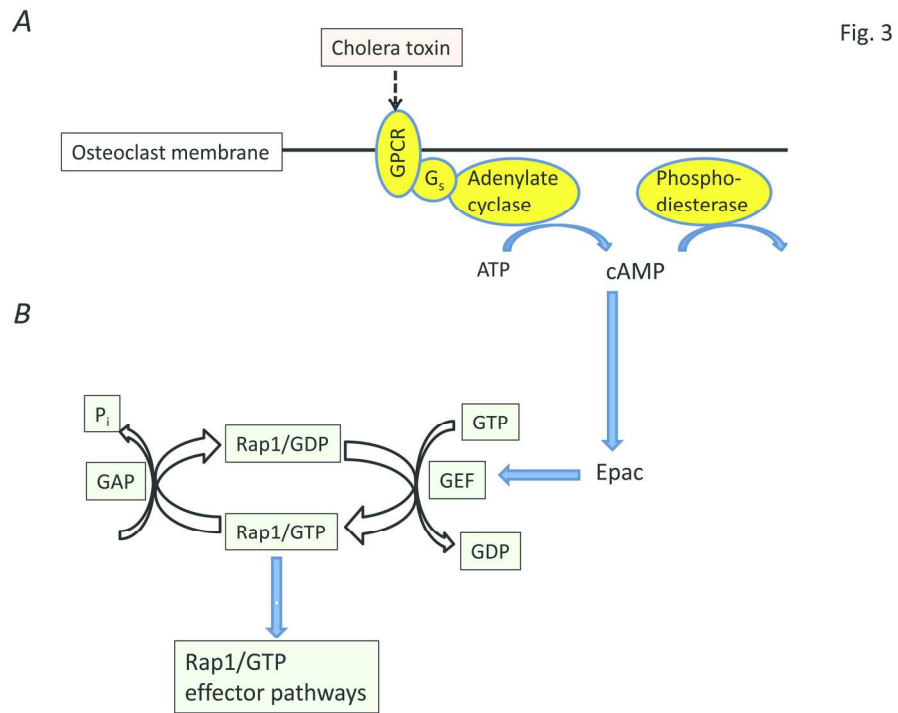 A
Fig. 3
Cholera toxin
Osteoclast membrane
GPCR
Gs
Adenylate
cyclase
Phospho-
diesterase
ATP
cAMP
B
Pi
GTP
Rap1/GDP
GAP
GEF
Epac
Rap1/GTP
GDP
Rap1/GTP
effector pathways